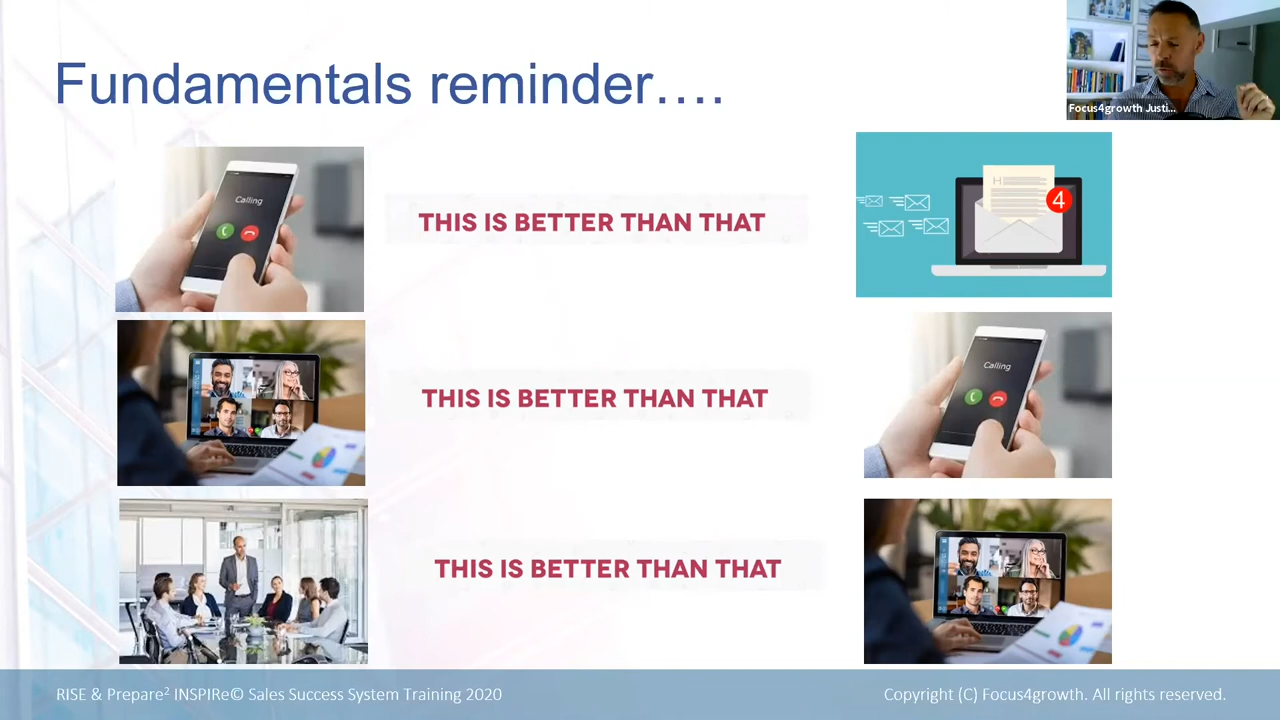 Fundamentals reminder….
Focus4growth Justi...
Calling
THIS IS BETTER THAN THAT
H
4
THIS IS BETTER THAN THAT
Calling
THIS IS BETTER THAN THAT
RISE & Prepare² INSPIRe© Sales Success System Training 2020
Copyright (C) Focus4growth. All rights reserved.